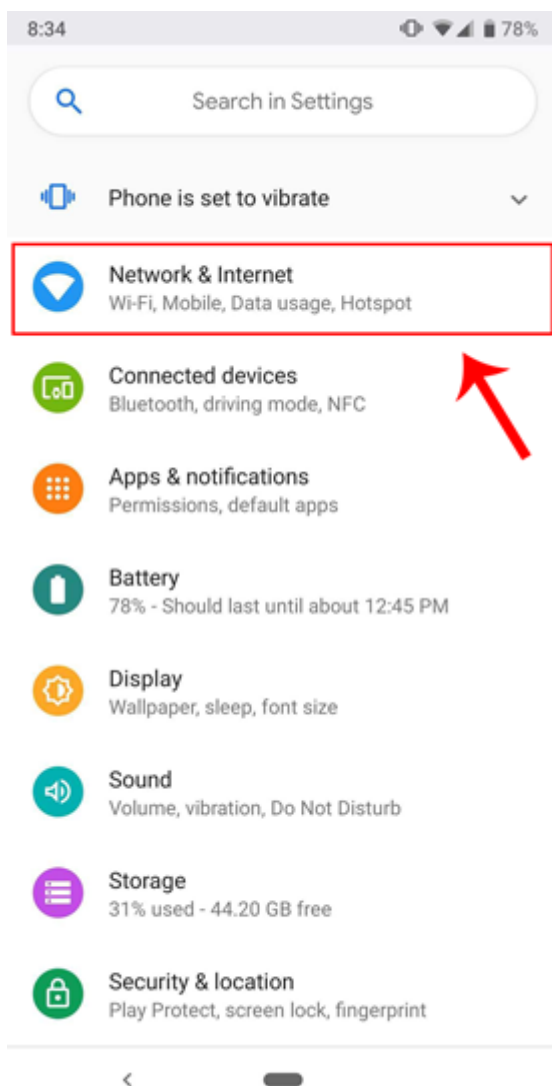 8:34
78%
Search in Settings
Phone is set to vibrate
Network & Internet
Wi-Fi, Mobile, Data usage, Hotspot
Connected devices
Bluetooth, driving mode, NFC
Apps & notifications
Permissions, default apps
Battery
78% - Should last until about 12:45 PM
Display
Wallpaper, sleep, font size
Sound
Volume, vibration, Do Not Disturb
Storage
31% used - 44.20 GB free
Security & location
Play Protect, screen lock, fingerprint